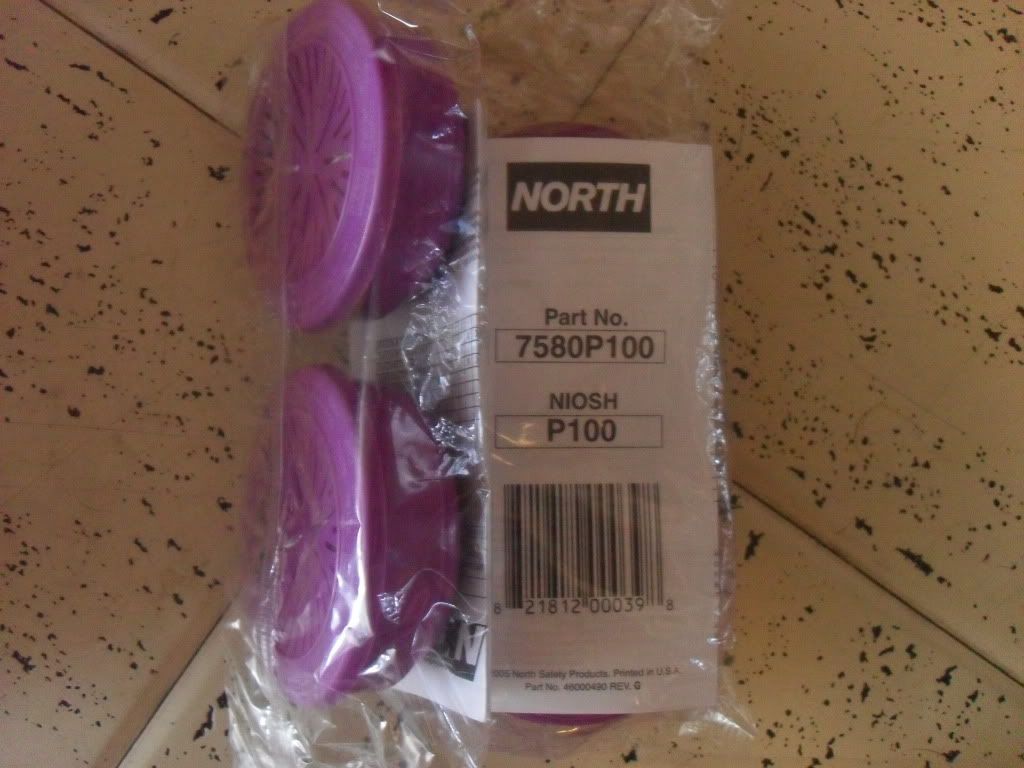 NORTH
Part No.
7580P100
NIOSH
P100
8 21812 00039 8
005 North Safety Products. Printed in U.S.A.
Part No. 46000490 REV. G